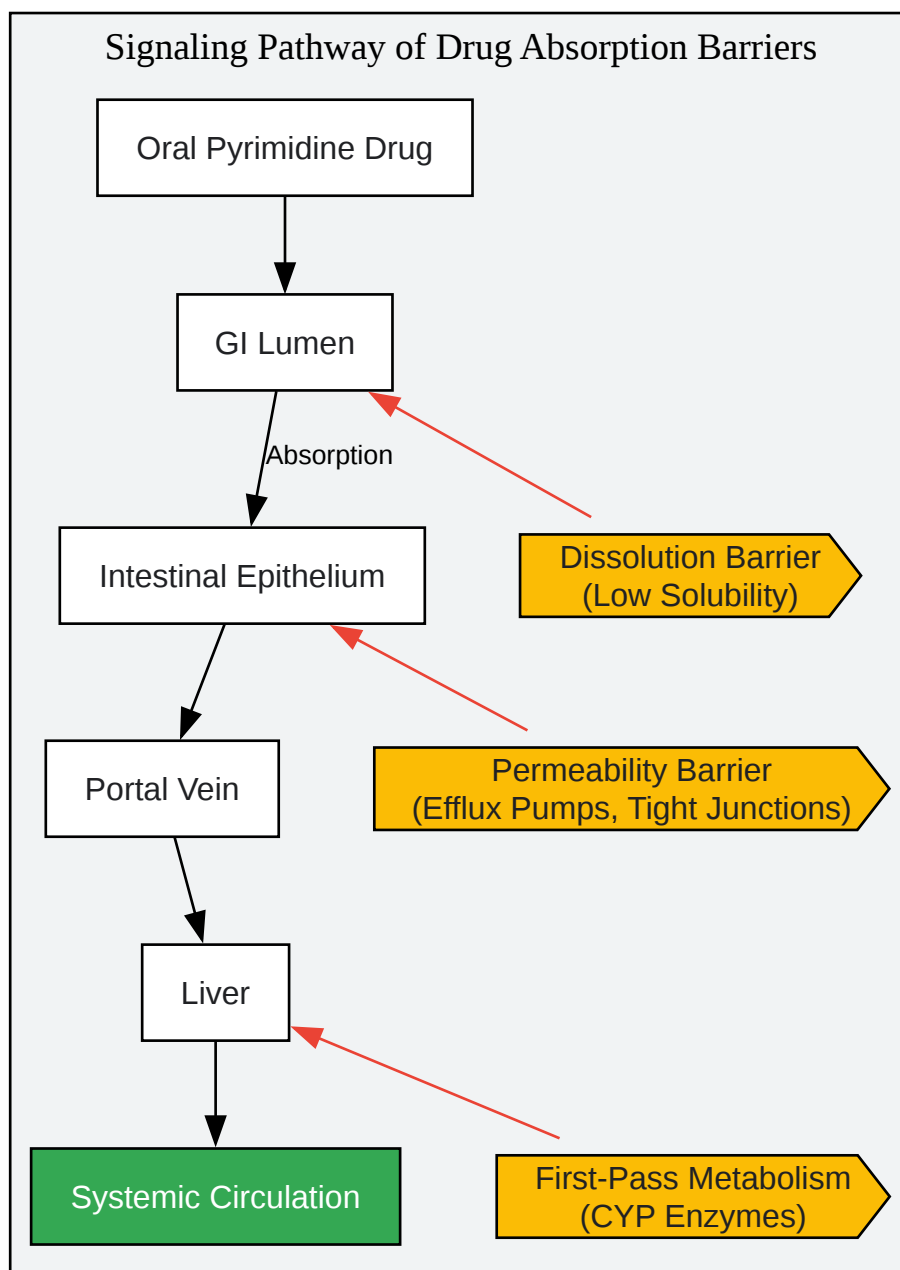 Signaling Pathway of Drug Absorption Barriers
Oral Pyrimidine Drug
GI Lumen
Absorption
Intestinal Epithelium
Dissolution Barrier
(Low Solubility)
Portal Vein
Permeability Barrier
(Efflux Pumps, Tight Junctions)
Liver
Systemic Circulation
First-Pass Metabolism
(CYP Enzymes)